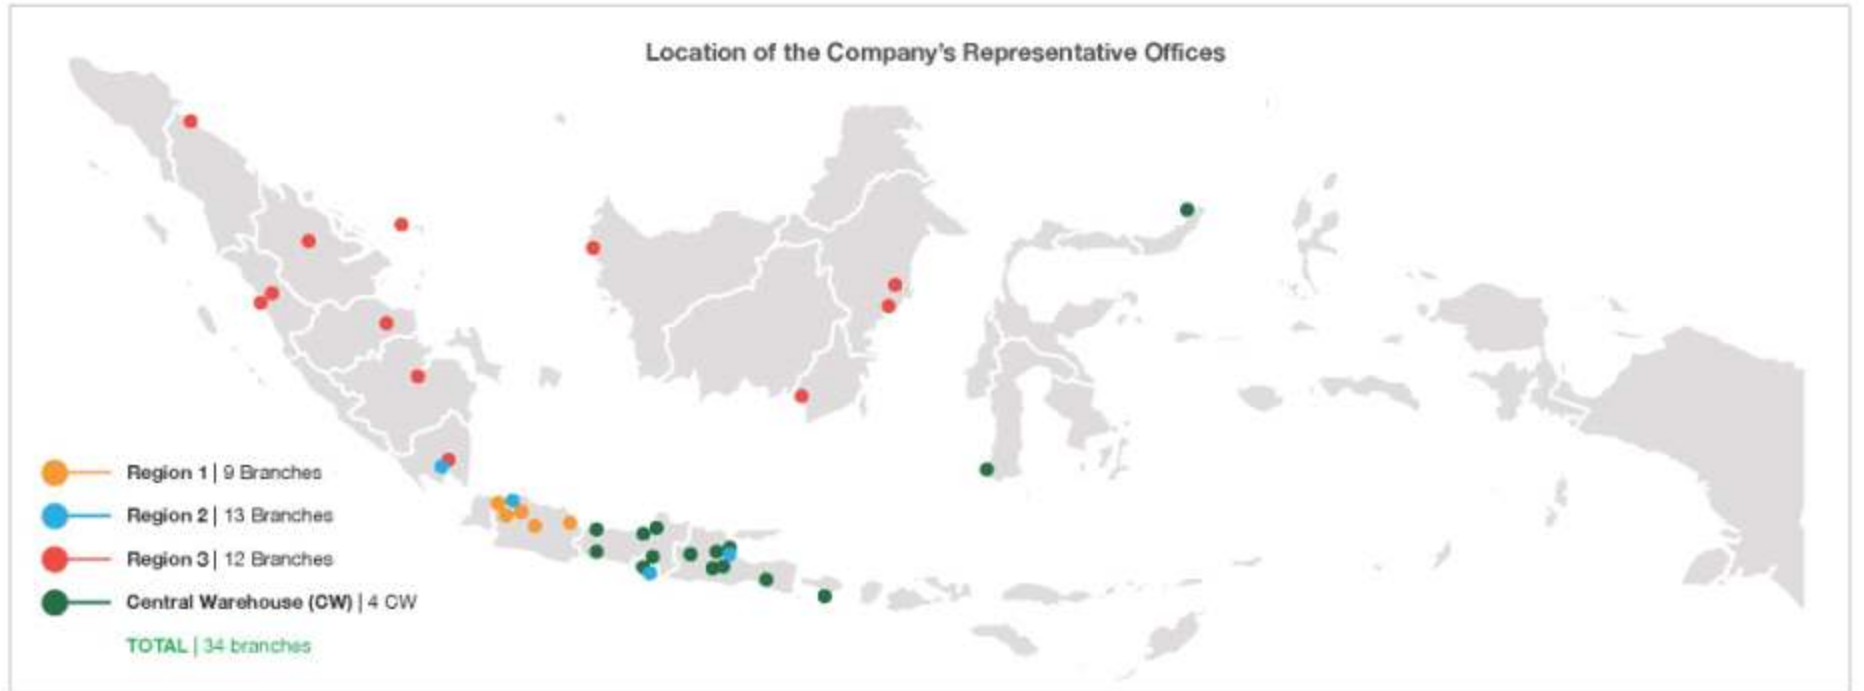 Location of the Company's Representative Offices
Region 1 | 9 Branches
Region 2 | 13 Branches
Region 3 | 12 Branches
Central Warehouse (CW) | 4 CW
TOTAL | 34 branches